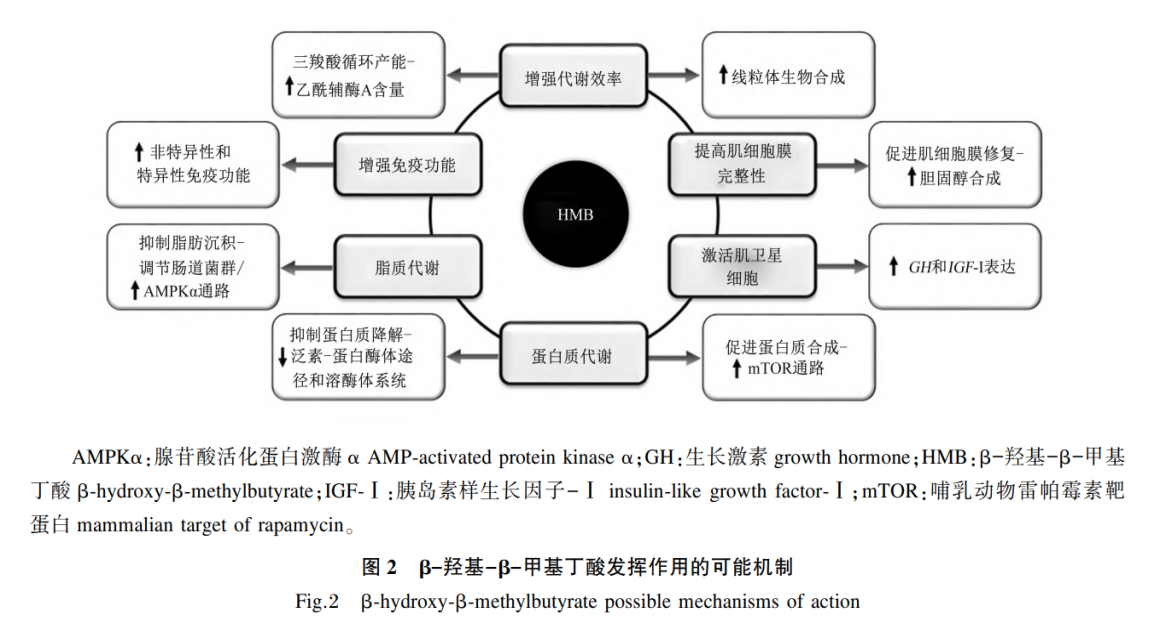 三羧酸循环产能-
↑乙酰辅酶A含量
增强代谢效率
↑线粒体生物合成
↑非特异性和
特异性免疫功能
增强免疫功能
提高肌细胞膜
完整性
促进肌细胞膜修复-
↑胆固醇合成
HMB
抑制脂肪沉积-
调节肠道菌群/
↑AMPKα通路
脂质代谢
激活肌卫星
细胞
↑GH和IGF-I表达
抑制蛋白质降解-
↓泛素-蛋白酶体途
径和溶酶体系统
蛋白质代谢
促进蛋白质合成-
↑mTOR通路
AMPKα:腺苷酸活化蛋白激酶 α AMP-activated protein kinase α;GH:生长激素 growth hormone;HMB:β-羟基-β-甲基
丁酸 β-hydroxy-β-methylbutyrate;IGF-Ⅰ:胰岛素样生长因子-Ⅰ insulin-like growth factor-Ⅰ;mTOR:哺乳动物雷帕霉素靶
蛋白 mammalian target of rapamycin。
图 2 β-羟基-β-甲基丁酸发挥作用的可能机制
Fig.2 β-hydroxy-β-methylbutyrate possible mechanisms of action